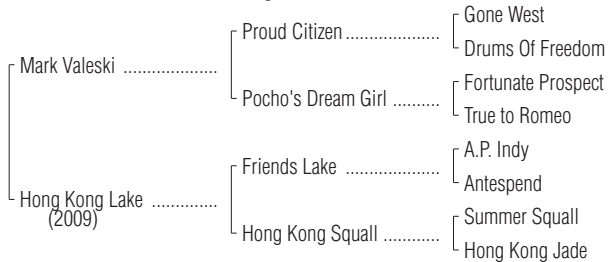 Gone West
Proud Citizen ....................
Drums Of Freedom
Mark Valeski ....................
Fortunate Prospect
Pocho's Dream Girl ..........
True to Romeo
A.P. Indy
Friends Lake ....................
Antespend
Hong Kong Lake ..............
(2009)
Summer Squall
Hong Kong Squall ............
Hong Kong Jade